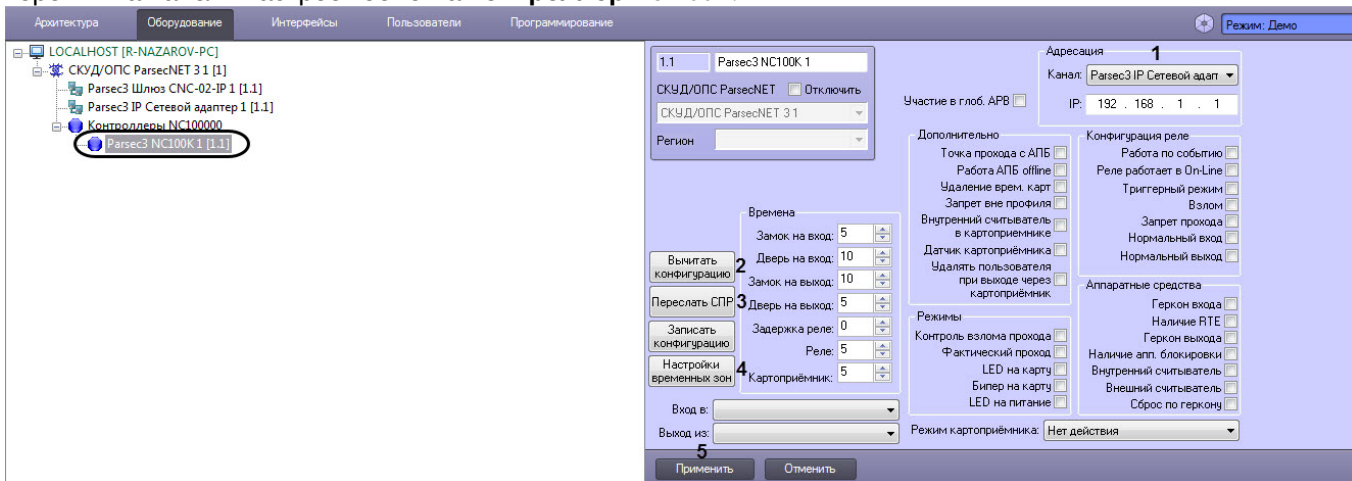 Архитектура Оборудование Интерфейсы Пользователи Программирование Режим: Демо
LOCALHOST [R-NAZAROV-PC]
СКУД/ОПС ParsecNET 3 1 [1]
Parsec3 Шлюз CNC-02-IP 1 [1.1]
Parsec3 IP Сетевой адаптер 1 [1.1]
Контроллеры NC100000
Parsec3 NC100K 1 [1.1]
1.1 Parsec3 NC100K 1
СКУД/ОПС ParsecNET Отключить
СКУД/ОПС ParsecNET 3 1
Регион
Участие в глоб. APB
Адресация 1
Канал: Parsec3 IP Сетевой адап
IP: 192 . 168 . 1 . 1
Вычитать конфигурацию 2
Переслать СПР 3
Записать конфигурацию
Настройки временных зон 4
Времена
Замок на вход: 5
Дверь на вход: 10
Замок на выход: 10
Дверь на выход: 5
Задержка реле: 0
Реле: 5
Картоприёмник: 5
Дополнительно
Точка прохода с АПБ
Работа АПБ offline
Удаление врем. карт
Запрет вне профиля
Внутренний считыватель
в картоприемнике
Датчик картоприёмника
Удалять пользователя
при выходе через
картоприёмник
Режимы
Контроль взлома прохода
Фактический проход
LED на карту
Бипер на карту
LED на питание
Конфигурация реле
Работа по событию
Реле работает в On-Line
Триггерный режим
Взлом
Запрет прохода
Нормальный вход
Нормальный выход
Аппаратные средства
Геркон входа
Наличие RTE
Геркон выхода
Наличие апп. блокировки
Внутренний считыватель
Внешний считыватель
Сброс по геркону
Вход в:
Выход из:
Режим картоприёмника: Нет действия
5
Применить Отменить